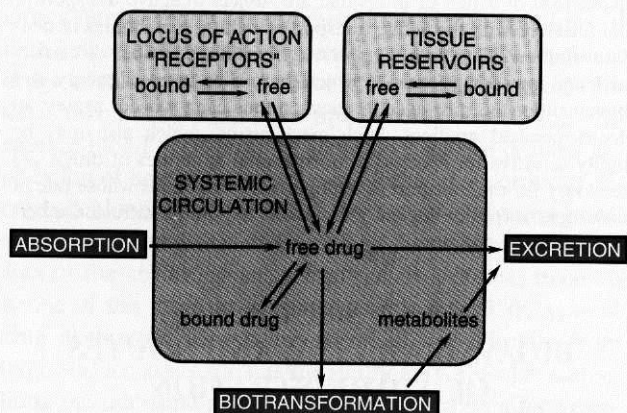 LOCUS OF ACTION
"RECEPTORS"
bound free
TISSUE
RESERVOIRS
free bound
SYSTEMIC
CIRCULATION
ABSORPTION
free drug
EXCRETION
bound drug
metabolites
BIOTRANSFORMATION